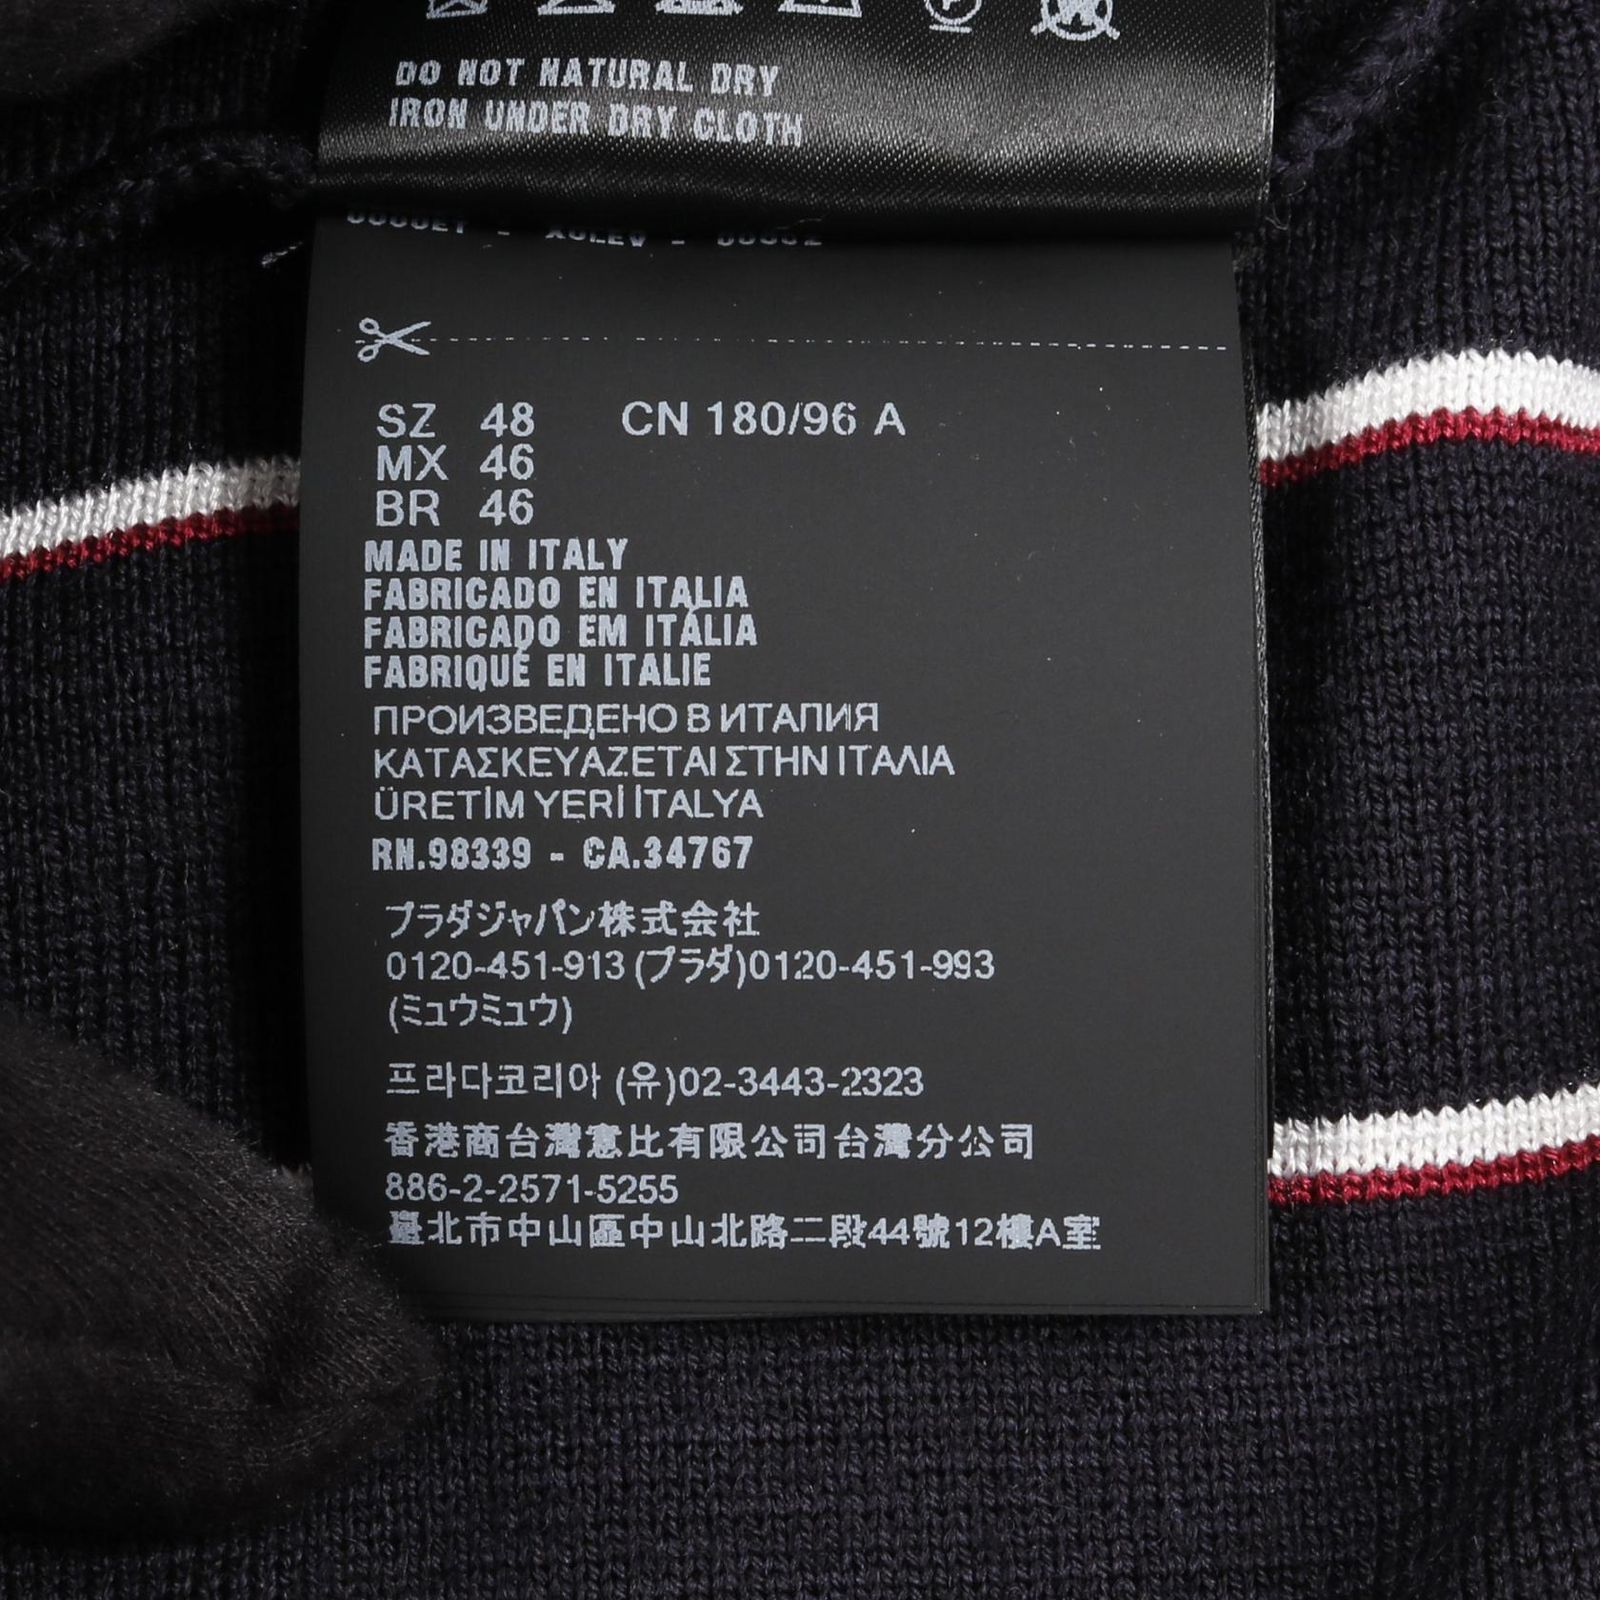 DO NOT NATURAL DRY
IRON UNDER DRY CLOTH
SZ 48 CN 180/96 A
MX 46
BR 46
MADE IN ITALY
FABRICADO EN ITALIA
FABRICADO EM ITÁLIA
FABRIQUÉ EN ITALIE
ПРОИЗВЕДЕНО В ИТАПИЯ
ΚΑΤΑΣΚΕΥΑΖΕΤΑΙ ΣΤΗΝ ΙΤΑΛΙΑ
ÜRETİM YERİ İTALYA
RN.98339 - CA.34767
プラダジャパン株式会社
0120-451-913 (プラダ)0120-451-993
(ミュウミュウ)
프라다코리아 (유)02-3443-2323
香港商台灣意比有限公司台灣分公司
886-2-2571-5255
臺北市中山區中山北路二段44號12樓A室